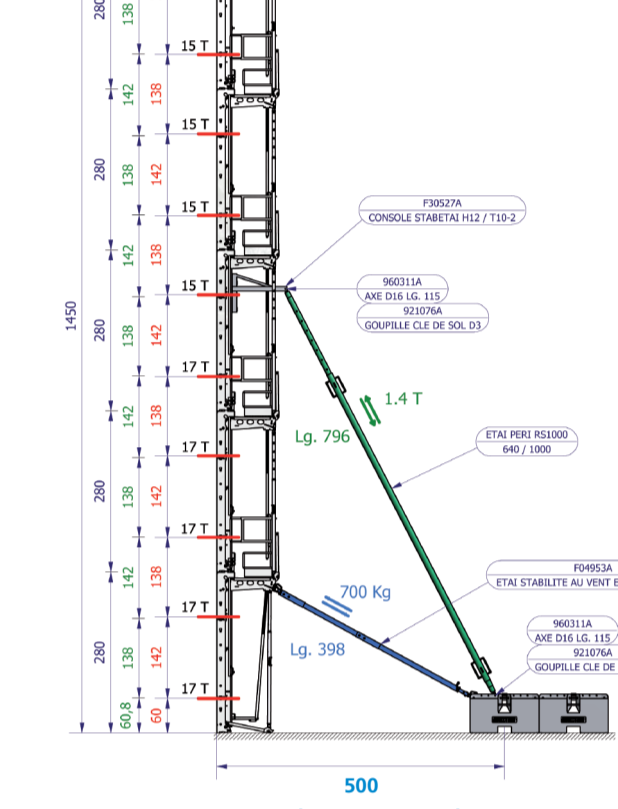 280
138
15 T
142
138
15 T
280
138
142
15 T
F30527A
CONSOLE STABETAI H12 / T10-2
142
138
15 T
960311A
AXE D16 LG. 115
921076A
GOUPILLE CLE DE SOL D3
1450
280
138
142
17 T
1.4 T
142
138
Lg. 796
ETAI PERI RS1000
640 / 1000
17 T
280
138
142
17 T
142
138
F04953A
ETAI STABILITE AU VENT
700 Kg
17 T
960311A
AXE D16 LG. 115
921076A
GOUPILLE CLE DE
Lg. 398
280
138
142
17 T
60,8
60
500